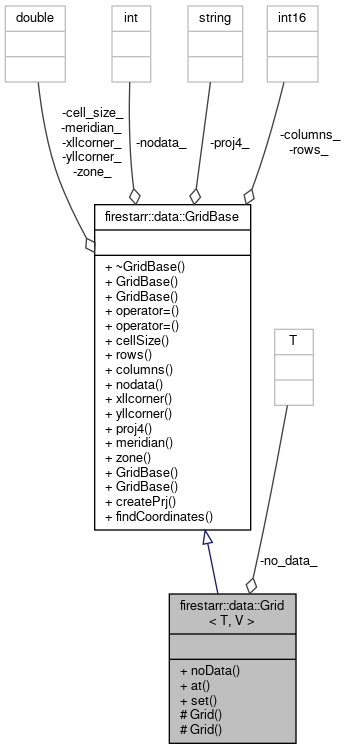 double
int
string
int16
-cell_size_
-meridian_
-xllcorner_
-yllcorner_
-zone_
-nodata_
-proj4_
-columns_
-rows_
firestarr::data::GridBase
+ ~GridBase()
+ GridBase()
+ GridBase()
+ operator=()
+ operator=()
+ cellSize()
+ rows()
+ columns()
+ nodata()
+ xllcorner()
+ yllcorner()
+ proj4()
+ meridian()
+ zone()
+ GridBase()
+ GridBase()
+ createPrj()
+ findCoordinates()
T
-no_data_
firestarr::data::Grid
< T, V >
+ noData()
+ at()
+ set()
# Grid()
# Grid()